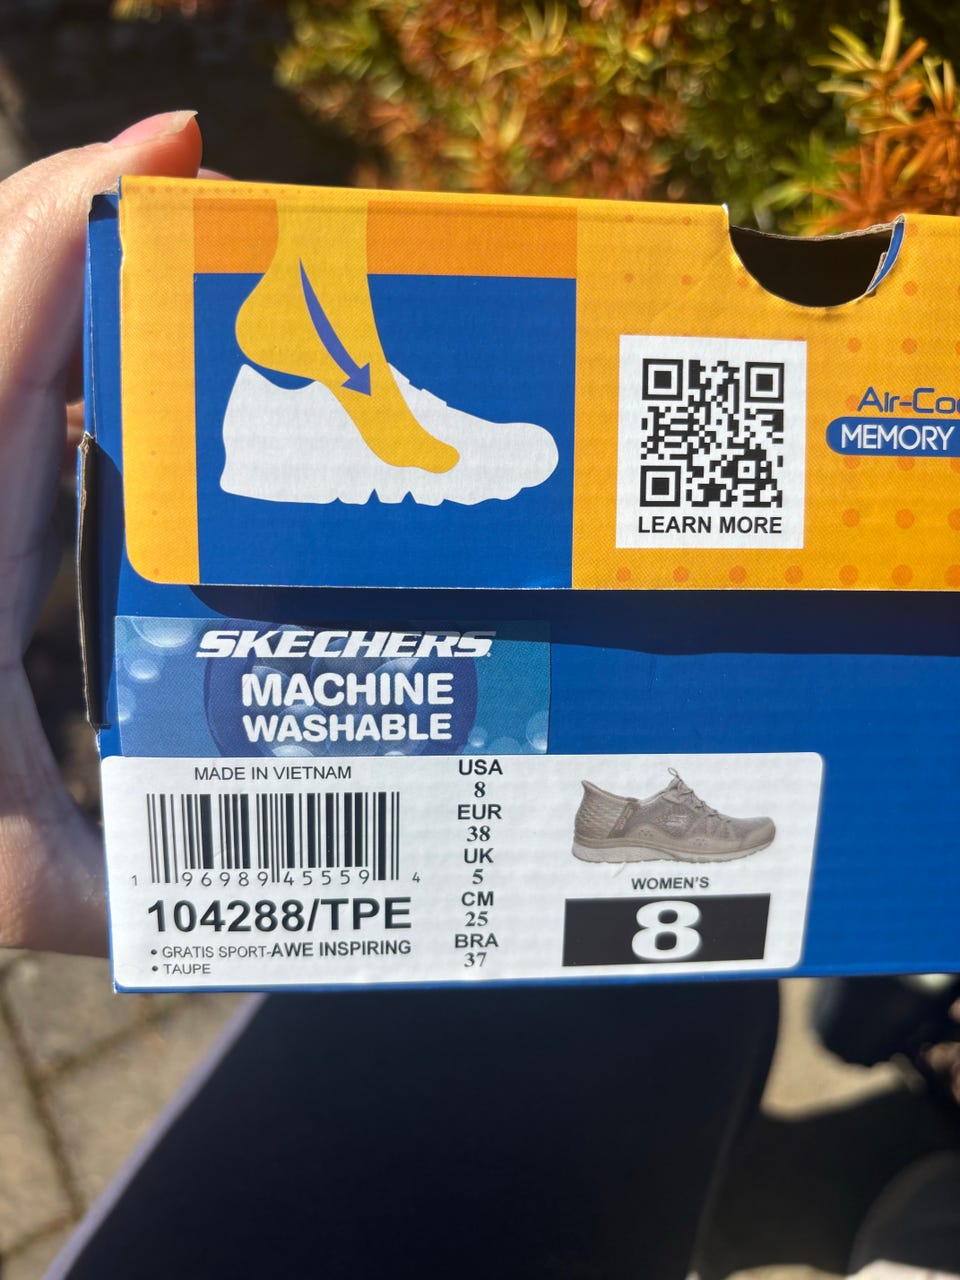 Air-Coo
MEMORY
LEARN MORE
SKECHERS
MACHINE
WASHABLE
MADE IN VIETNAM
1 96989 45559 4
104288/TPE
• GRATIS SPORT-AWE INSPIRING
• TAUPE
USA
8
EUR
38
UK
5
CM
25
BRA
37
WOMEN'S
8